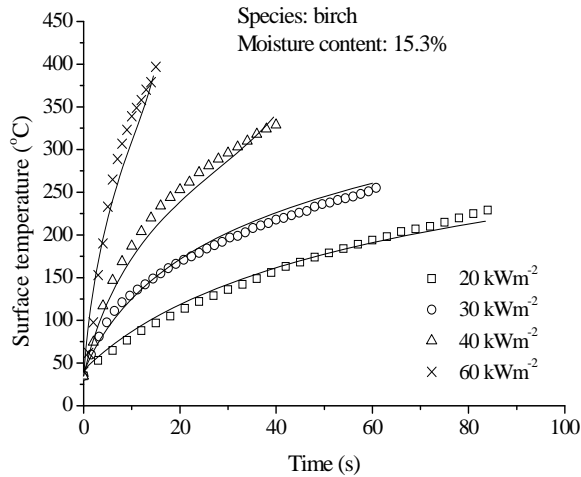 Species: birch
Moisture content: 15.3%
Surface temperature (°C)
450
400
350
300
250
200
150
100
50
0
20 kWm⁻²
30 kWm⁻²
40 kWm⁻²
60 kWm⁻²
0 20 40 60 80 100
Time (s)